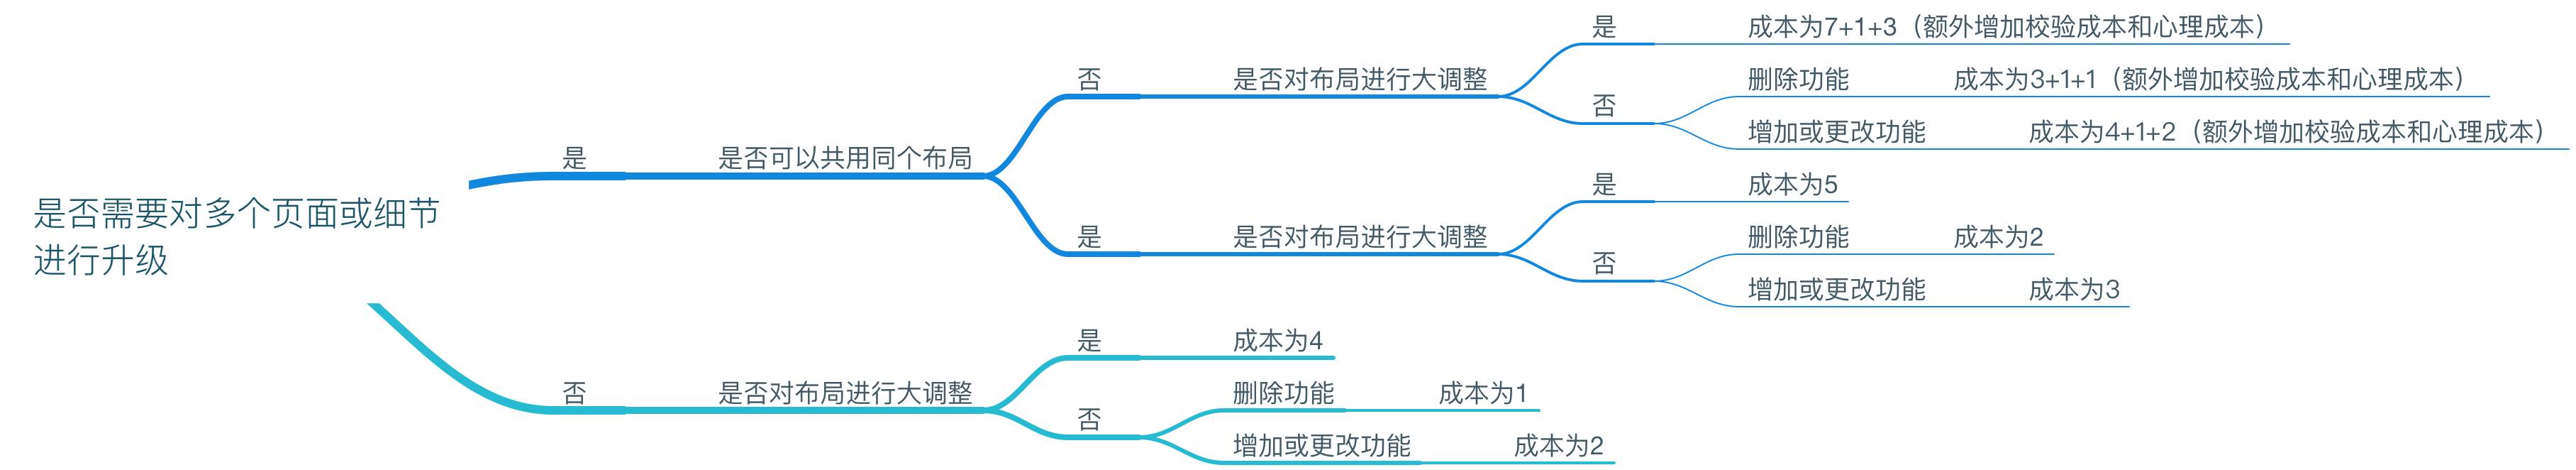 是否需要对多个页面或细节
进行升级
是
是否可以共用同个布局
否
是否对布局进行大调整
是
成本为7+1+3（额外增加校验成本和心理成本）
否
删除功能
成本为3+1+1（额外增加校验成本和心理成本）
增加或更改功能
成本为4+1+2（额外增加校验成本和心理成本）
是
是否对布局进行大调整
是
成本为5
否
删除功能
成本为2
增加或更改功能
成本为3
否
是否对布局进行大调整
是
成本为4
否
删除功能
成本为1
增加或更改功能
成本为2